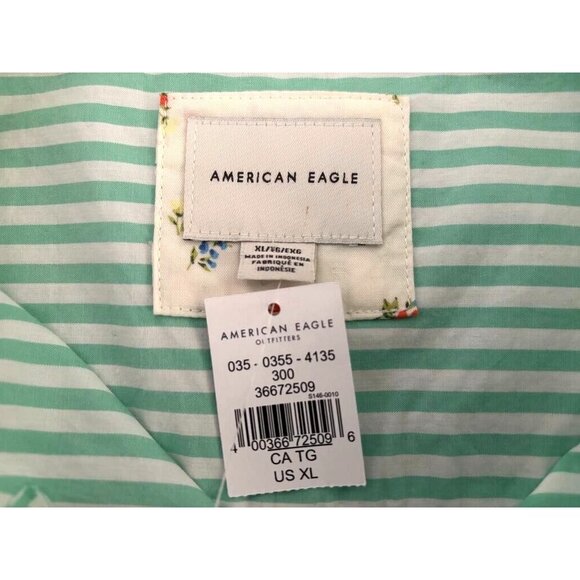 AMERICAN EAGLE
XL/TG/EXG
MADE IN INDONESIA
FABRIQUÉ EN
INDONÉSIE
AMERICAN EAGLE
OUTFITTERS
035 - 0355 - 4135
300
36672509
S146-0010
4 00366 72509 6
CA TG
US XL